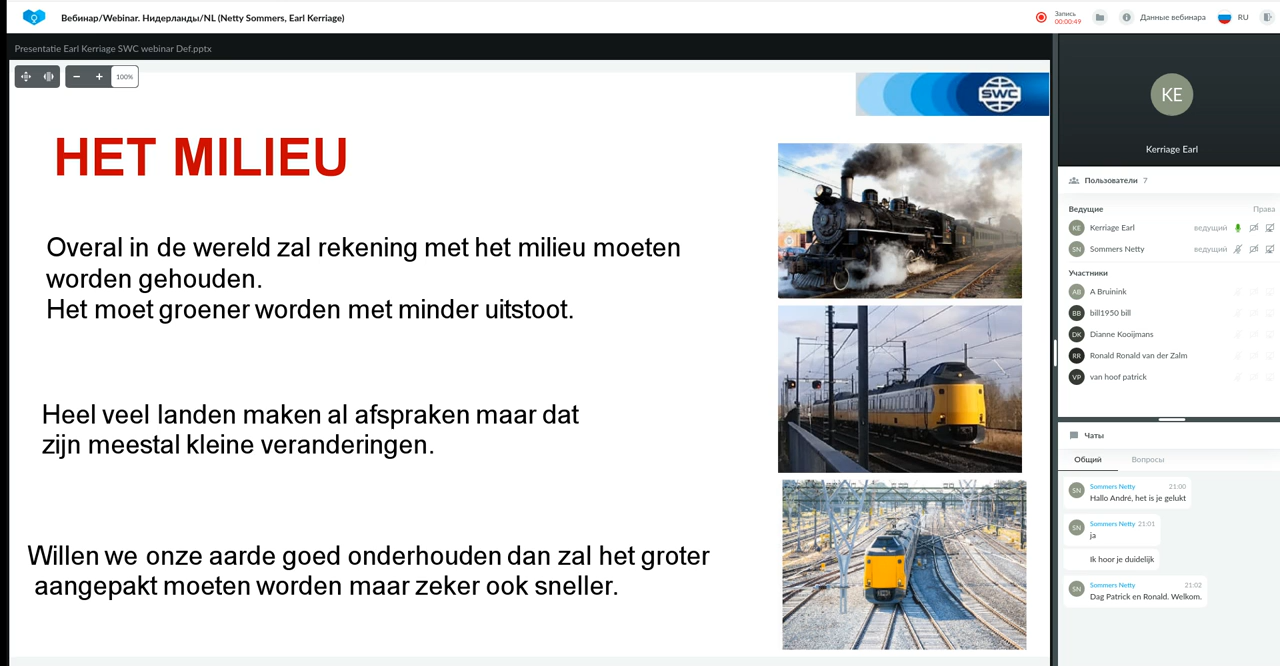 Вебинар/Webinar. Нидерланды/NL (Netty Sommers, Earl Kerriage)
Запись
00:00:49
Данные вебинара
RU
Presentatie Earl Kerriage SWC webinar Def.pptx
100%
SWC
HET MILIEU
Overal in de wereld zal rekening met het milieu moeten
worden gehouden.
Het moet groener worden met minder uitstoot.
Heel veel landen maken al afspraken maar dat
zijn meestal kleine veranderingen.
Willen we onze aarde goed onderhouden dan zal het groter
aangepakt moeten worden maar zeker ook sneller.
KE
Kerriage Earl
Пользователи 7
Ведущие Права
KE Kerriage Earl ведущий
SN Sommers Netty ведущий
Участники
AB A Bruinink
BB bill1950 bill
DK Dianne Kooijmans
RR Ronald Ronald van der Zalm
VP van hoof patrick
Чаты
Общий Вопросы
SN Sommers Netty 21:00
Hallo André, het is je gelukt
SN Sommers Netty 21:01
ja
Ik hoor je duidelijk
SN Sommers Netty 21:02
Dag Patrick en Ronald. Welkom.